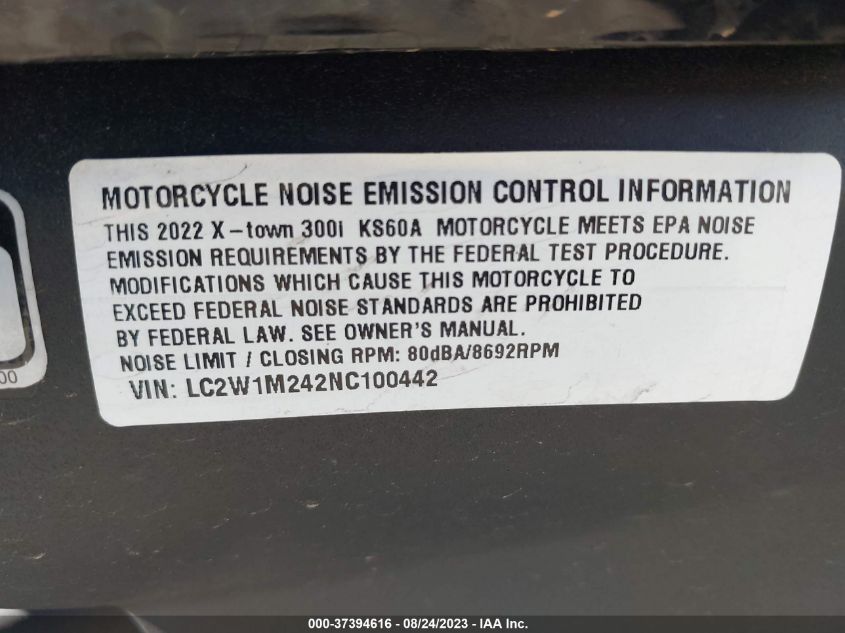 MOTORCYCLE NOISE EMISSION CONTROL INFORMATION
THIS 2022 X-town 300i KS60A MOTORCYCLE MEETS EPA NOISE
EMISSION REQUIREMENTS BY THE FEDERAL TEST PROCEDURE.
MODIFICATIONS WHICH CAUSE THIS MOTORCYCLE TO
EXCEED FEDERAL NOISE STANDARDS ARE PROHIBITED
BY FEDERAL LAW. SEE OWNER'S MANUAL.
NOISE LIMIT / CLOSING RPM: 80dBA/8692RPM
VIN: LC2W1M242NC100442
00
000-37394616 - 08/24/2023 - IAA Inc.